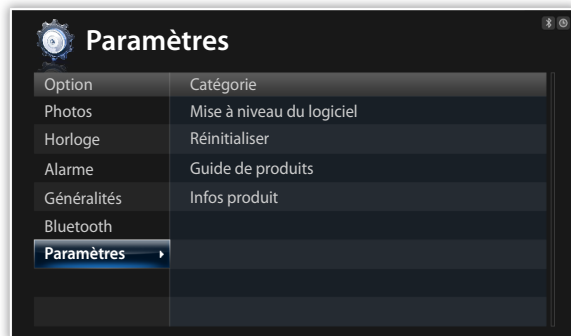 Paramètres
Option Catégorie
Photos Mise à niveau du logiciel
Horloge Réinitialiser
Alarme Guide de produits
Généralités Infos produit
Bluetooth
Paramètres